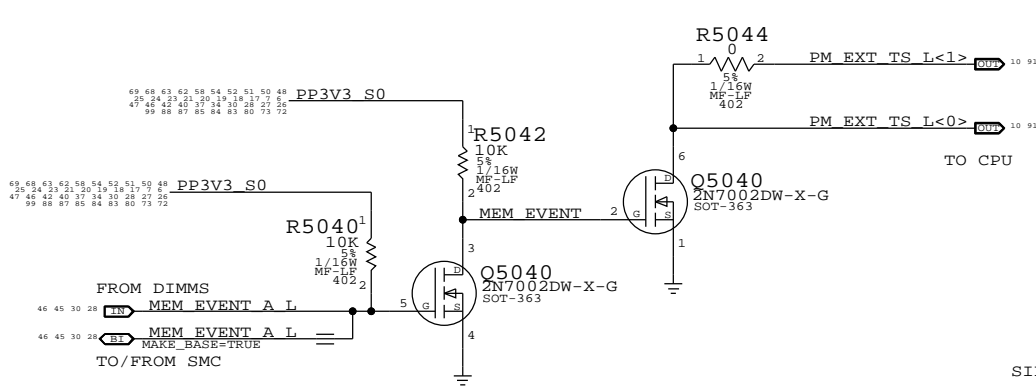 R5044
0
1 2
5%
1/16W
MF-LF
402
PM_EXT_TS_L<1>
OUT
10 91
PM_EXT_TS_L<0>
OUT
10 91
TO CPU
69 68 63 62 58 54 52 51 50 48
25 24 23 21 20 19 18 17 7 6
47 46 42 40 37 34 30 28 27 26
99 88 87 85 84 83 80 73 72
PP3V3_S0
1
R5042
10K
5%
1/16W
MF-LF
402
2
69 68 63 62 58 54 52 51 50 48
25 24 23 21 20 19 18 17 7 6
47 46 42 40 37 34 30 28 27 26
99 88 87 85 84 83 80 73 72
PP3V3_S0
1
R5040
10K
5%
1/16W
MF-LF
402
2
MEM_EVENT
2
6
D
G
S
1
Q5040
2N7002DW-X-G
SOT-363
3
D
G
S
5
4
Q5040
2N7002DW-X-G
SOT-363
FROM DIMMS
46 45 30 28
IN
MEM_EVENT_A_L
46 45 30 28
BI
MEM_EVENT_A_L
MAKE_BASE=TRUE
TO/FROM SMC